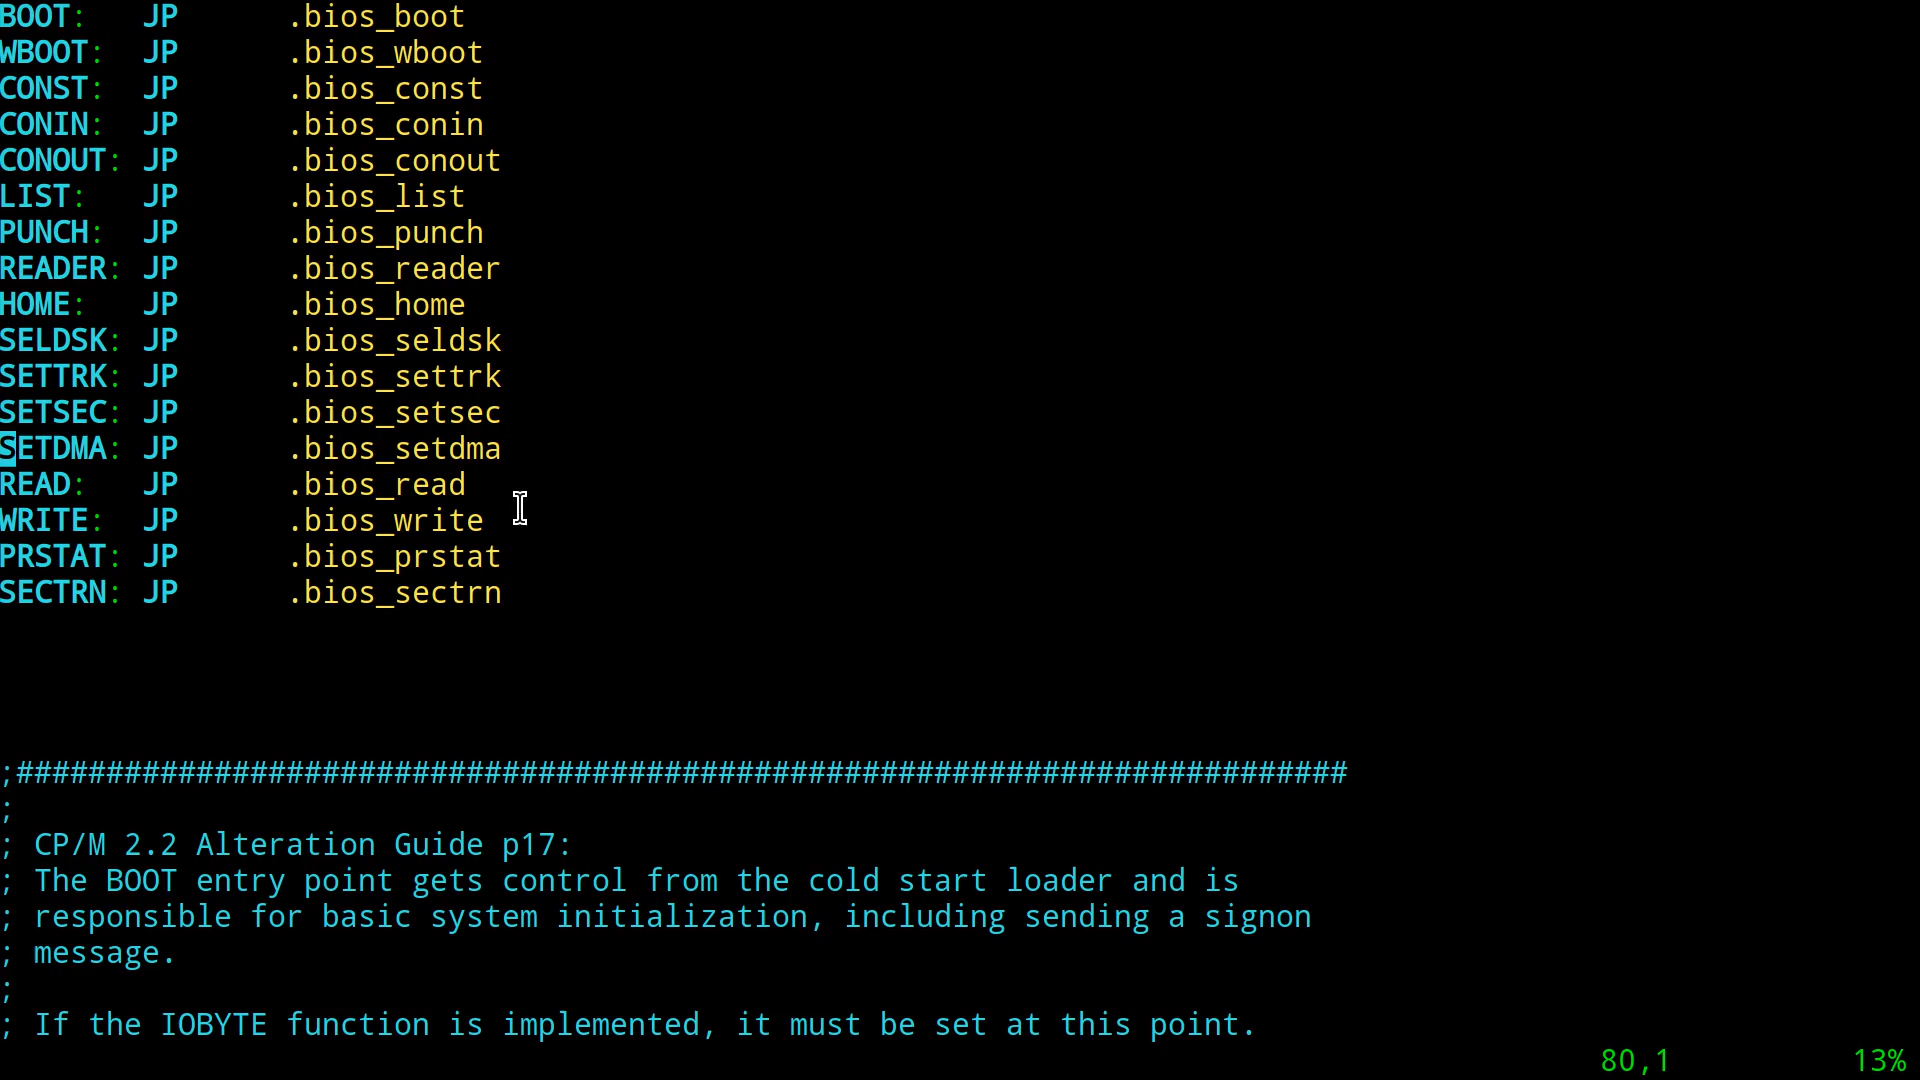 BOOT:   JP      .bios_boot
WBOOT:  JP      .bios_wboot
CONST:  JP      .bios_const
CONIN:  JP      .bios_conin
CONOUT: JP      .bios_conout
LIST:   JP      .bios_list
PUNCH:  JP      .bios_punch
READER: JP      .bios_reader
HOME:   JP      .bios_home
SELDSK: JP      .bios_seldsk
SETTRK: JP      .bios_settrk
SETSEC: JP      .bios_setsec
SETDMA: JP      .bios_setdma
READ:   JP      .bios_read
WRITE:  JP      .bios_write
PRSTAT: JP      .bios_prstat
SECTRN: JP      .bios_sectrn
;##########################################################################
;
; CP/M 2.2 Alteration Guide p17:
; The BOOT entry point gets control from the cold start loader and is
; responsible for basic system initialization, including sending a signon
; message.
;
; If the IOBYTE function is implemented, it must be set at this point.
80,1          13%